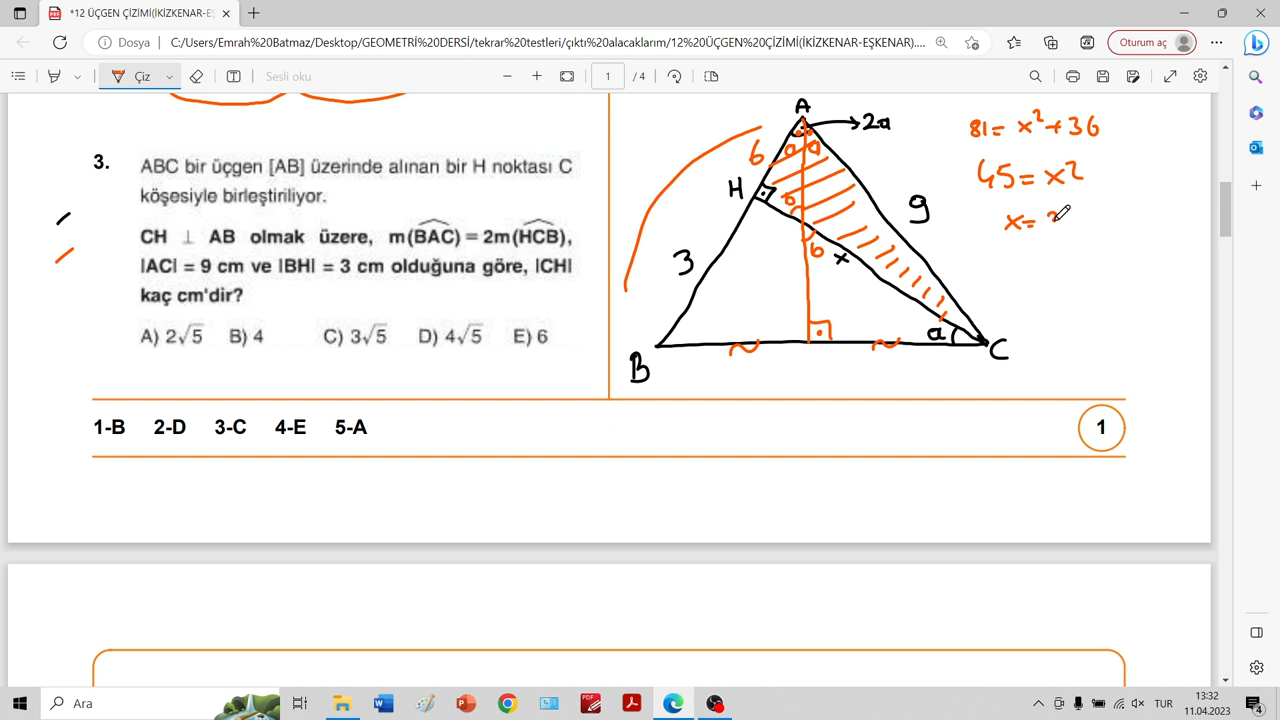 *12 ÜÇGEN ÇİZİMİ(İKİZKENAR-EŞK
Dosya
C:/Users/Emrah%20Batmaz/Desktop/GEOMETRİ%20DERSİ/tekrar%20testleri/çıktı%20alacaklarım/12%20ÜÇGEN%20ÇİZİMİ(İKİZKENAR-EŞKENAR)....
Oturum aç
Çiz
Sesli oku
1 / 4
3.
ABC bir üçgen [AB] üzerinde alınan bir H noktası C
köşesiyle birleştiriliyor.
CH ⊥ AB olmak üzere, m(BAC) = 2m(HCB),
|AC| = 9 cm ve |BH| = 3 cm olduğuna göre, |CH|
kaç cm'dir?
A) 2√5 B) 4 C) 3√5 D) 4√5 E) 6
A
2a
6
a a
H
b
9
3
b
x
a
B
C
81 = x² + 36
45 = x²
x =
1-B 2-D 3-C 4-E 5-A
1
Ara
13:32
TUR
11.04.2023
4